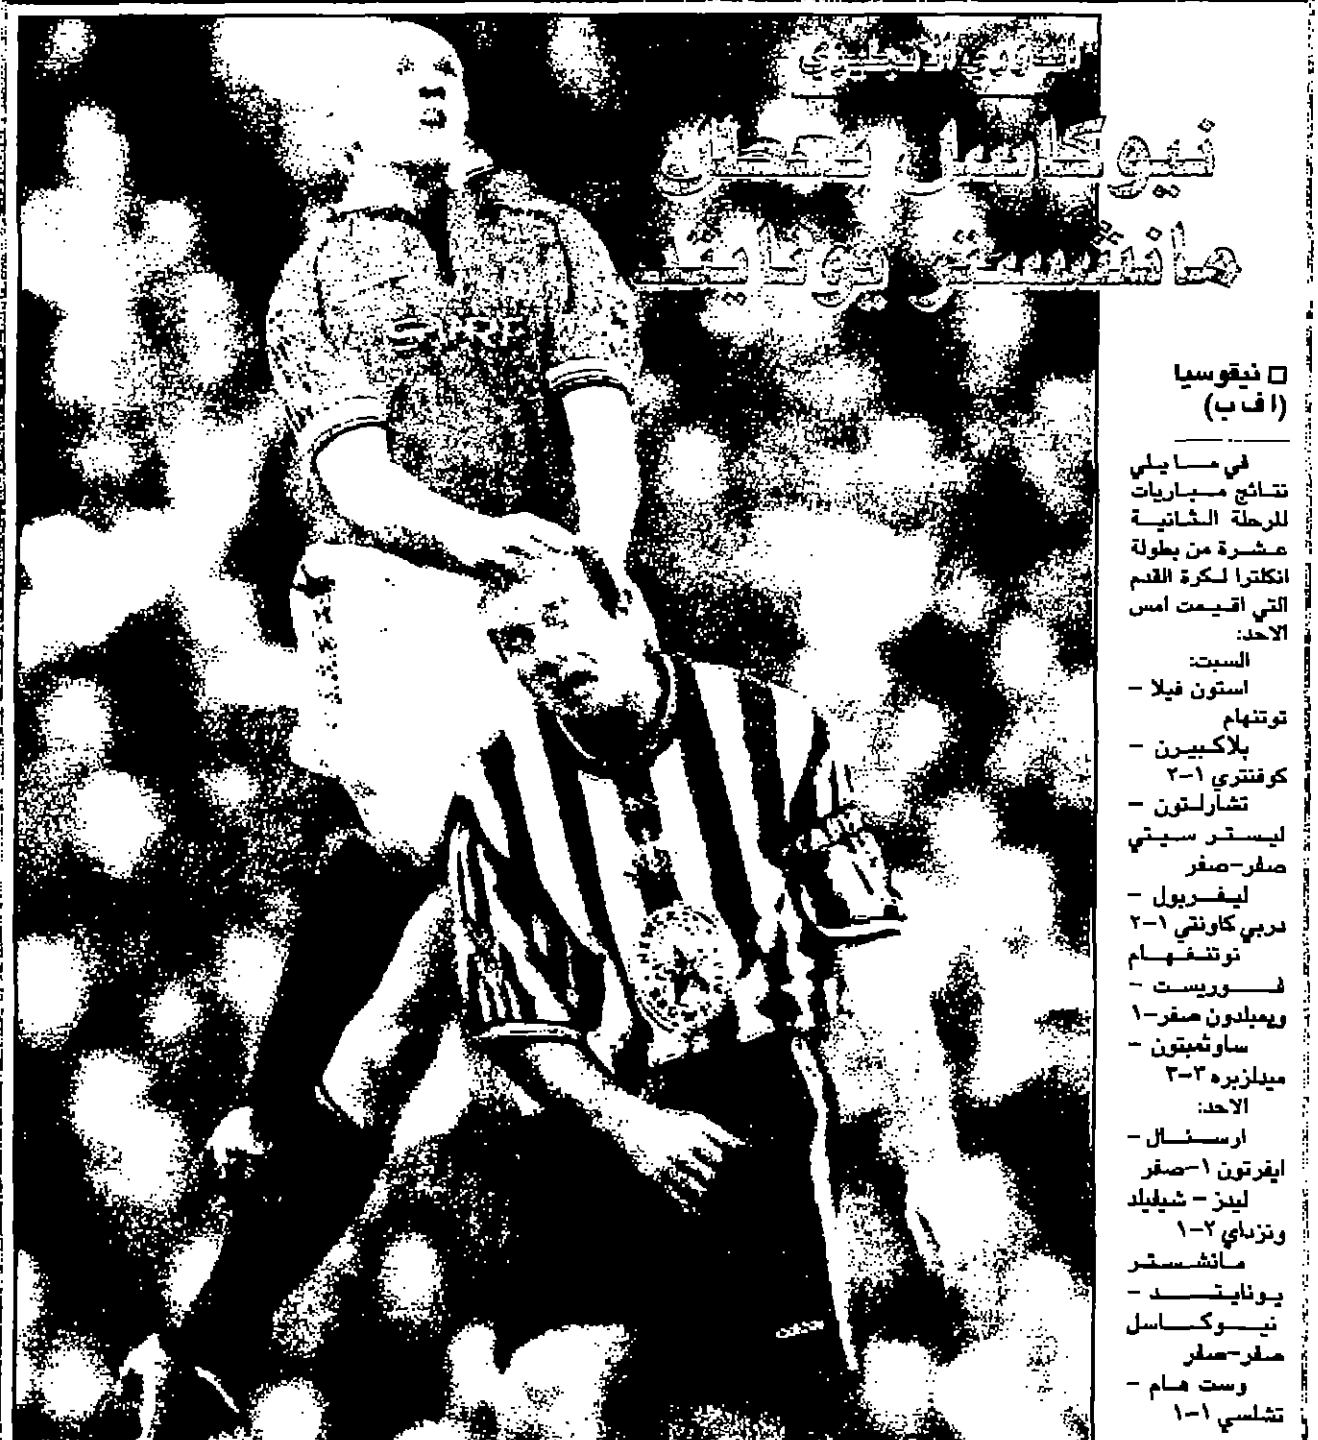 الدوري الانجليزي
نيوكاسل يعطل
مانشستر يونايتد
□ نيقوسيا
(ا ف ب)
في ما يلي
نتائج مباريات
المرحلة الثانية
عشرة من بطولة
انكلترا لكرة القدم
التي اقيمت امس
الاحد:
السبت:
استون فيلا -
توتنهام
بلاكبيرن -
كوفنتري ١-٢
تشارلتون -
ليستر سيتي
صفر-صفر
ليفربول -
دربي كاونتي ١-٢
نوتنغهام
فوريست -
ويمبلدون صفر-١
ساوثمبتون -
ميدلزبره ٣-٣
الاحد:
ارسنال -
ايفرتون ١-صفر
ليدز - شيفيلد
ونزداي ٢-١
مانشستر
يونايتد -
نيوكاسل
صفر-صفر
وست هام -
تشلسي ١-١